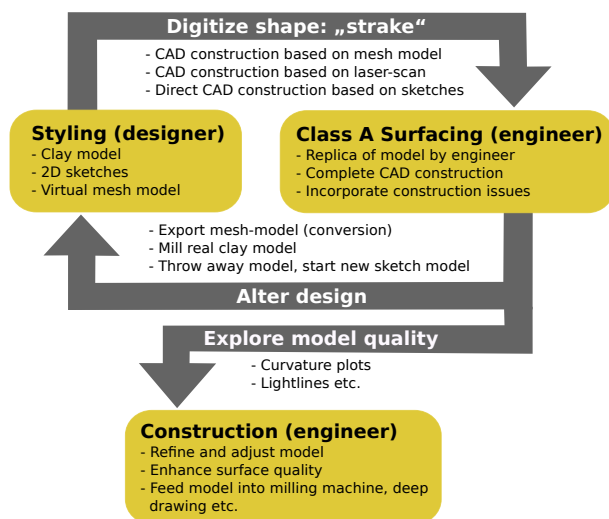 Digitize shape: „strake“
- CAD construction based on mesh model
- CAD construction based on laser-scan
- Direct CAD construction based on sketches
Styling (designer)
- Clay model
- 2D sketches
- Virtual mesh model
Class A Surfacing (engineer)
- Replica of model by engineer
- Complete CAD construction
- Incorporate construction issues
- Export mesh-model (conversion)
- Mill real clay model
- Throw away model, start new sketch model
Alter design
Explore model quality
- Curvature plots
- Lightlines etc.
Construction (engineer)
- Refine and adjust model
- Enhance surface quality
- Feed model into milling machine, deep
drawing etc.